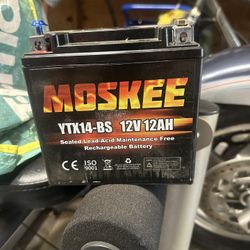 MOSKEE
YTX14-BS 12V 12AH
Sealed Lead-Acid Maintenance Free
Rechargeable Battery
CE ISO
9001